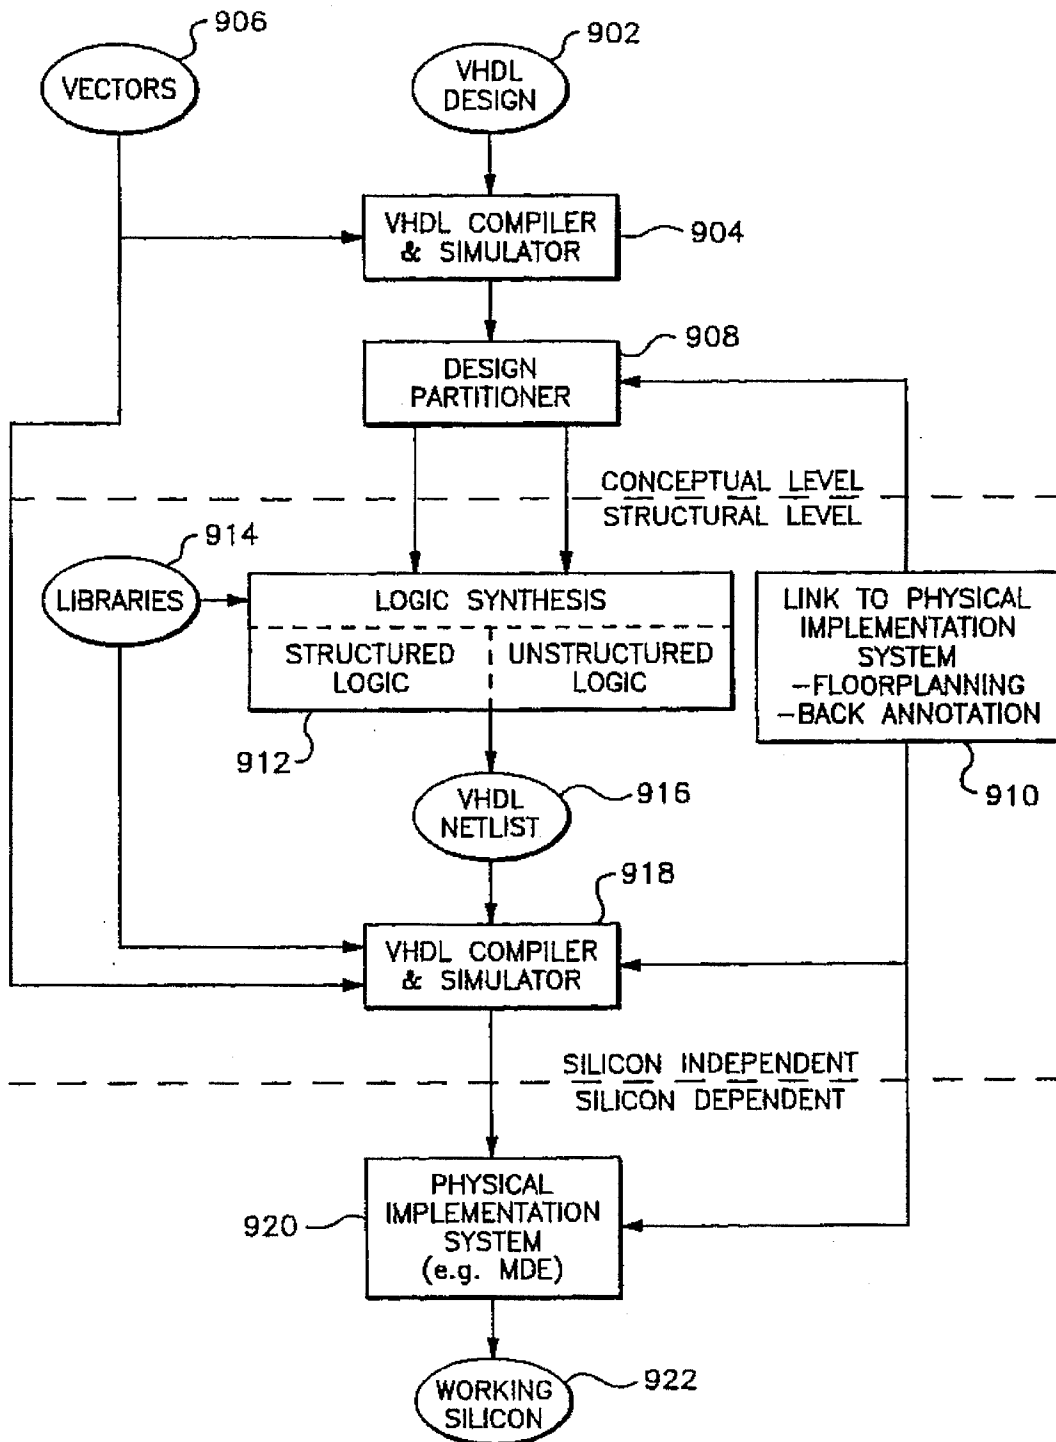 906
VECTORS
902
VHDL
DESIGN
VHDL COMPILER
& SIMULATOR
904
908
DESIGN
PARTITIONER
CONCEPTUAL LEVEL
STRUCTURAL LEVEL
914
LIBRARIES
LOGIC SYNTHESIS
STRUCTURED
LOGIC
UNSTRUCTURED
LOGIC
912
LINK TO PHYSICAL
IMPLEMENTATION
SYSTEM
-FLOORPLANNING
-BACK ANNOTATION
910
VHDL
NETLIST
916
918
VHDL COMPILER
& SIMULATOR
SILICON INDEPENDENT
SILICON DEPENDENT
920
PHYSICAL
IMPLEMENTATION
SYSTEM
(e.g. MDE)
WORKING
SILICON
922